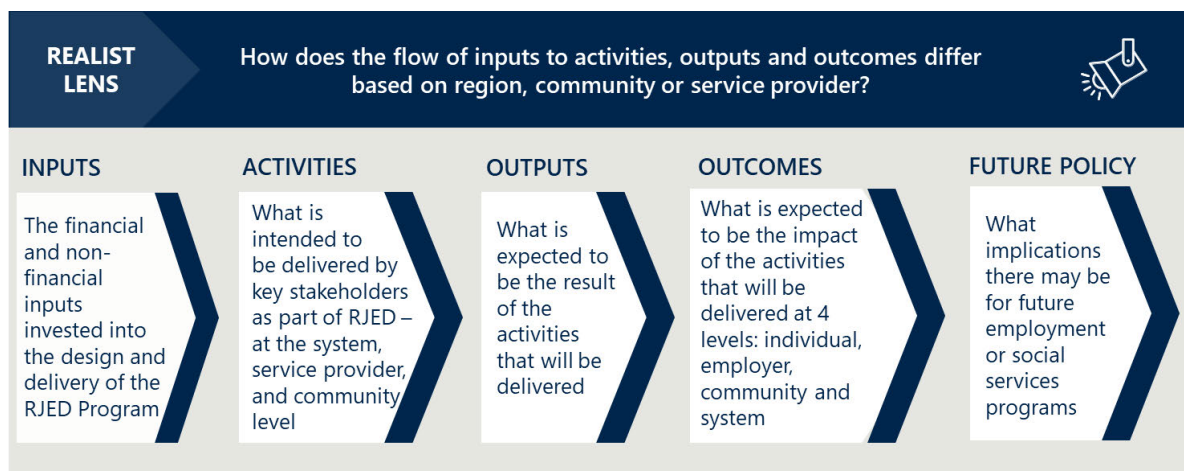 REALIST
LENS
How does the flow of inputs to activities, outputs and outcomes differ
based on region, community or service provider?
INPUTS
The financial
and non-
financial
inputs
invested into
the design and
delivery of the
RJED Program
ACTIVITIES
What is
intended to
be delivered by
key stakeholders
as part of RJED –
at the system,
service provider,
and community
level
OUTPUTS
What is
expected to
be the result
of the
activities
that will be
delivered
OUTCOMES
What is expected
to be the impact
of the activities
that will be
delivered at 4
levels: individual,
employer,
community and
system
FUTURE POLICY
What
implications
there may be
for future
employment
or social
services
programs